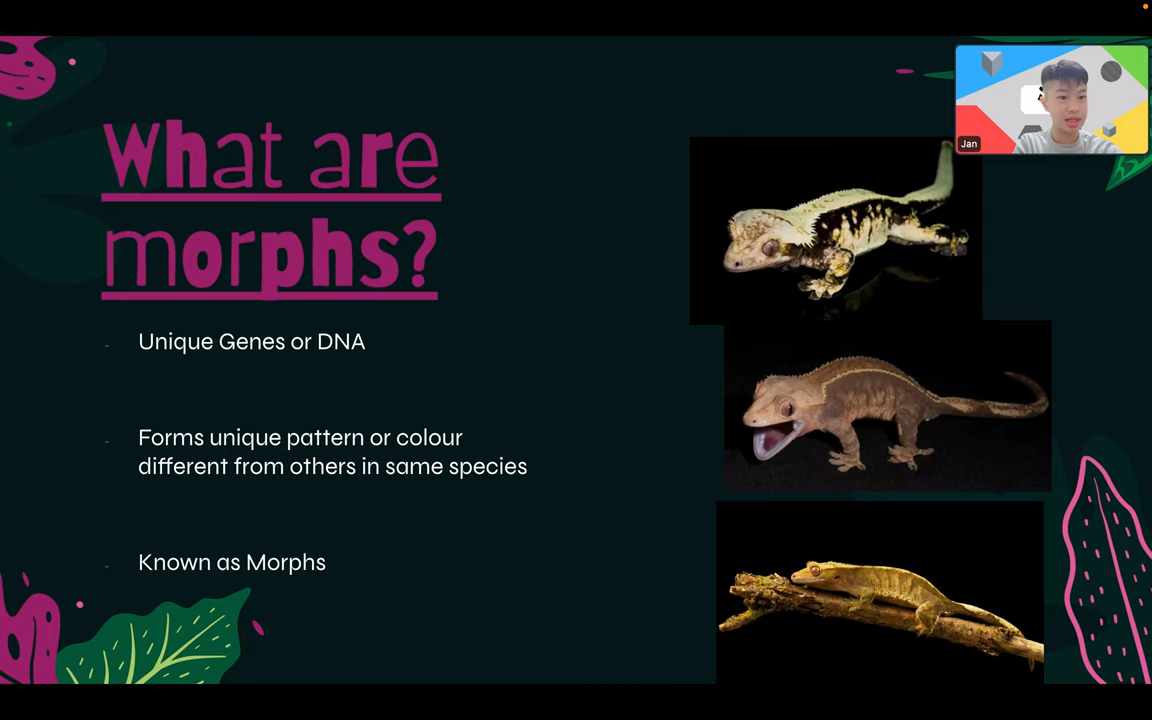 What are
morphs?
- Unique Genes or DNA
- Forms unique pattern or colour
different from others in same species
- Known as Morphs
Jan